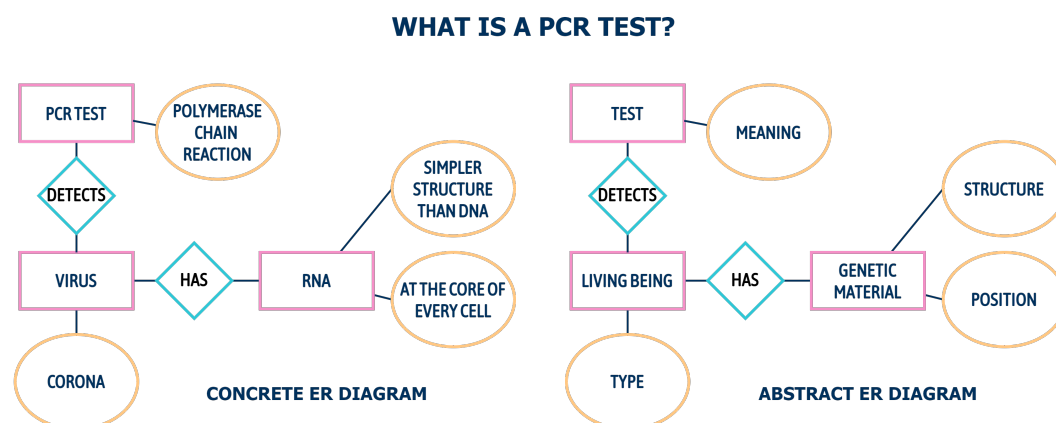 WHAT IS A PCR TEST?
PCR TEST
POLYMERASE
CHAIN
REACTION
DETECTS
SIMPLER
STRUCTURE
THAN DNA
VIRUS
HAS
RNA
AT THE CORE OF
EVERY CELL
CORONA
CONCRETE ER DIAGRAM
TEST
MEANING
DETECTS
STRUCTURE
LIVING BEING
HAS
GENETIC
MATERIAL
POSITION
TYPE
ABSTRACT ER DIAGRAM